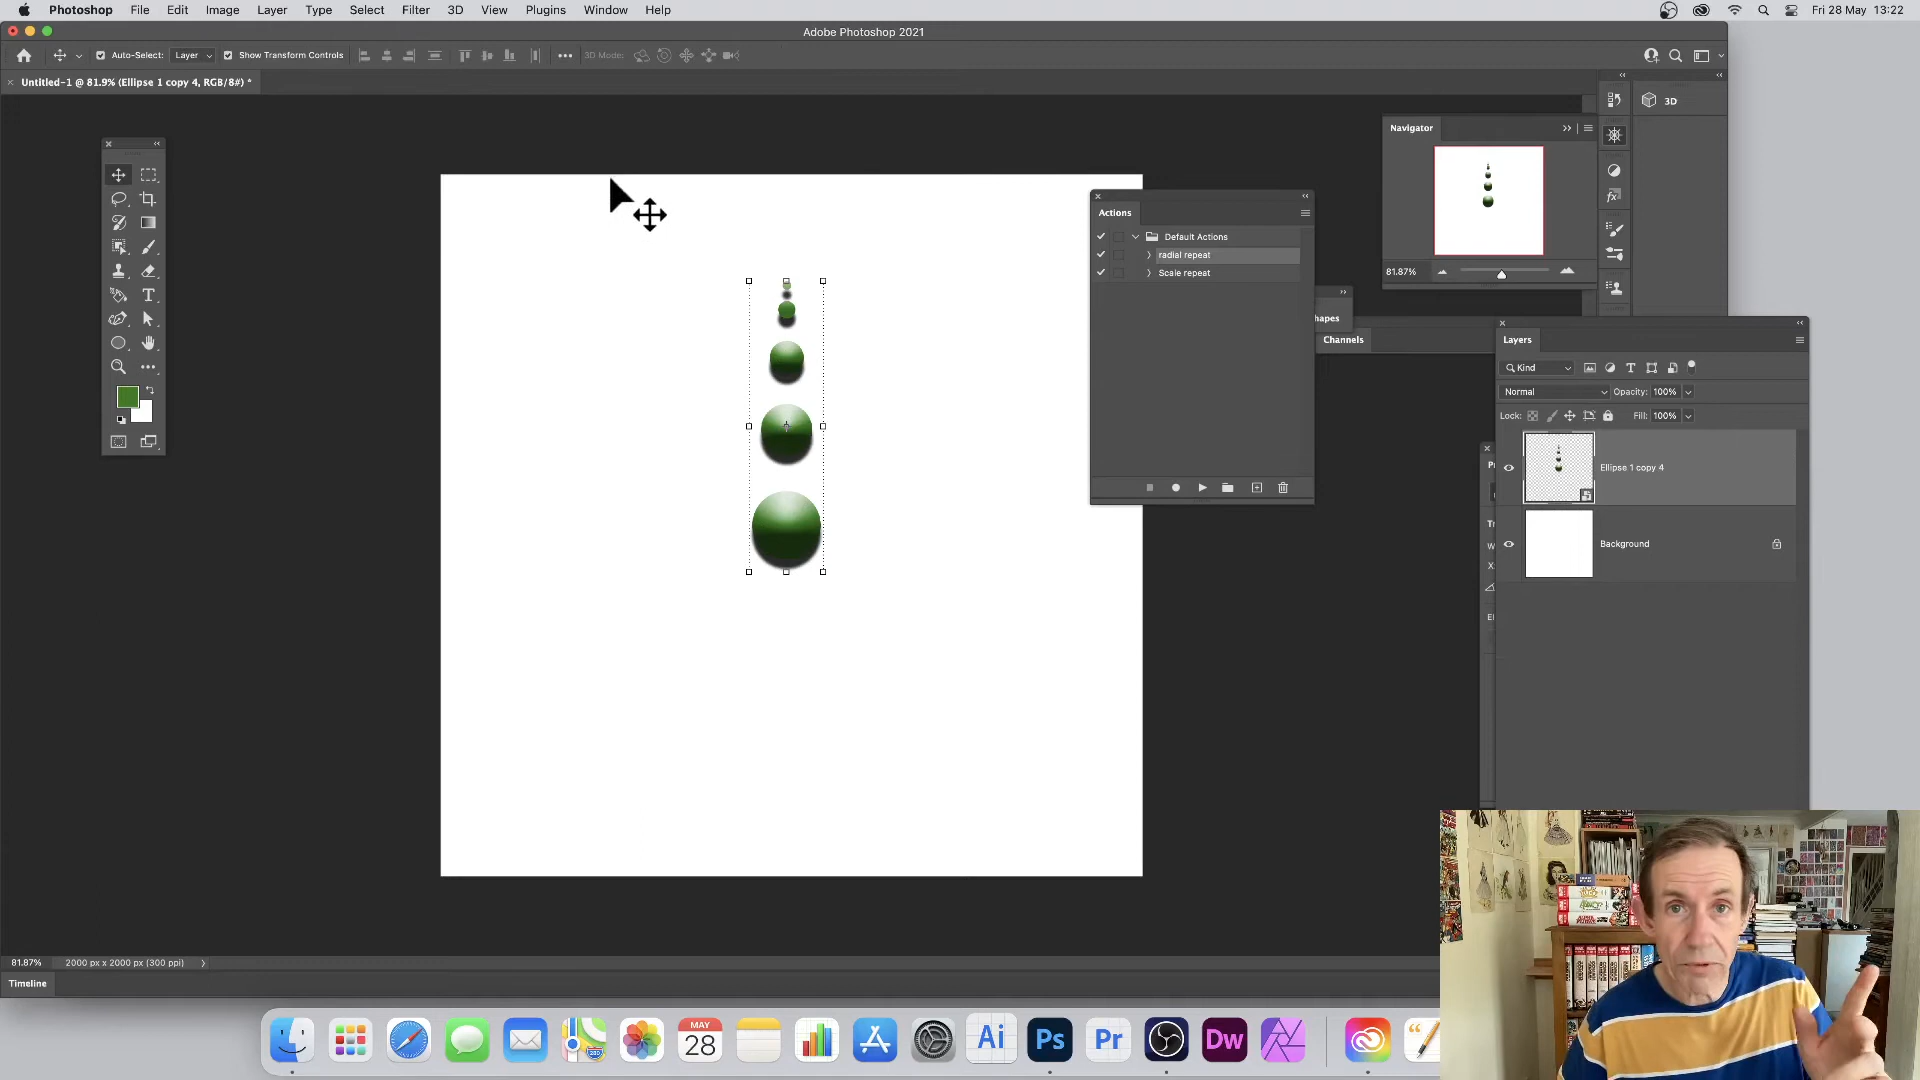 Photoshop File Edit Image Layer Type Select Filter 3D View Plugins Window Help Fri 28 May 13:22
Adobe Photoshop 2021
Auto-Select: Layer Show Transform Controls 3D Mode:
Untitled-1 @ 81.9% (Ellipse 1 copy 4, RGB/8#) *
3D
Navigator
81.87%
Actions
Default Actions
radial repeat
Scale repeat
hapes
Channels
Layers
Kind
Normal Opacity: 100%
Lock: Fill: 100%
Ellipse 1 copy 4
Background
81.87% 2000 px x 2000 px (300 ppi)
Timeline
MAY
28
280
Ai
Ps
Pr
Dw